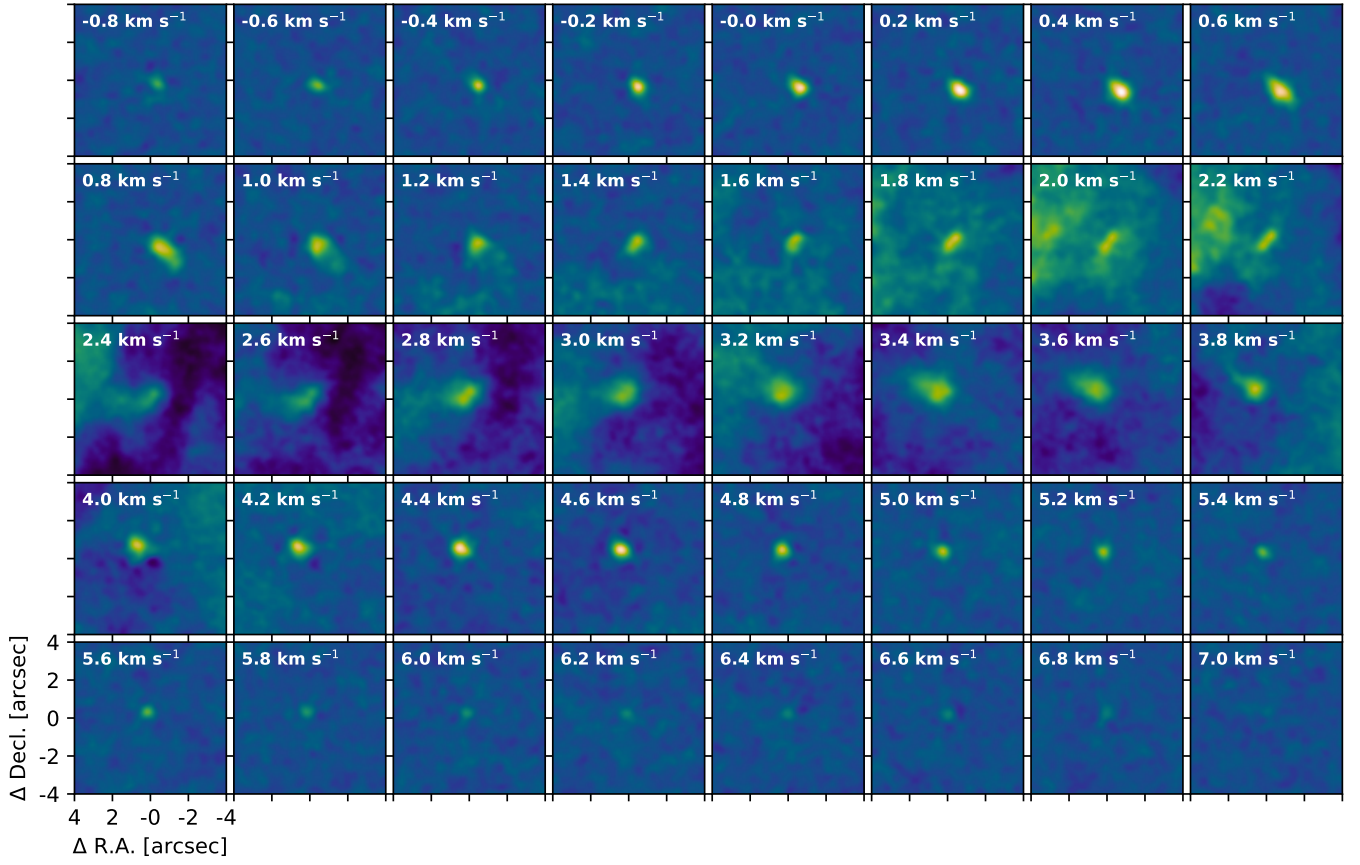 -0.8 km s⁻¹ -0.6 km s⁻¹ -0.4 km s⁻¹ -0.2 km s⁻¹ -0.0 km s⁻¹ 0.2 km s⁻¹ 0.4 km s⁻¹ 0.6 km s⁻¹
0.8 km s⁻¹ 1.0 km s⁻¹ 1.2 km s⁻¹ 1.4 km s⁻¹ 1.6 km s⁻¹ 1.8 km s⁻¹ 2.0 km s⁻¹ 2.2 km s⁻¹
2.4 km s⁻¹ 2.6 km s⁻¹ 2.8 km s⁻¹ 3.0 km s⁻¹ 3.2 km s⁻¹ 3.4 km s⁻¹ 3.6 km s⁻¹ 3.8 km s⁻¹
4.0 km s⁻¹ 4.2 km s⁻¹ 4.4 km s⁻¹ 4.6 km s⁻¹ 4.8 km s⁻¹ 5.0 km s⁻¹ 5.2 km s⁻¹ 5.4 km s⁻¹
5.6 km s⁻¹ 5.8 km s⁻¹ 6.0 km s⁻¹ 6.2 km s⁻¹ 6.4 km s⁻¹ 6.6 km s⁻¹ 6.8 km s⁻¹ 7.0 km s⁻¹
Δ Decl. [arcsec]
4
2
0
-2
-4
4 2 -0 -2 -4
Δ R.A. [arcsec]